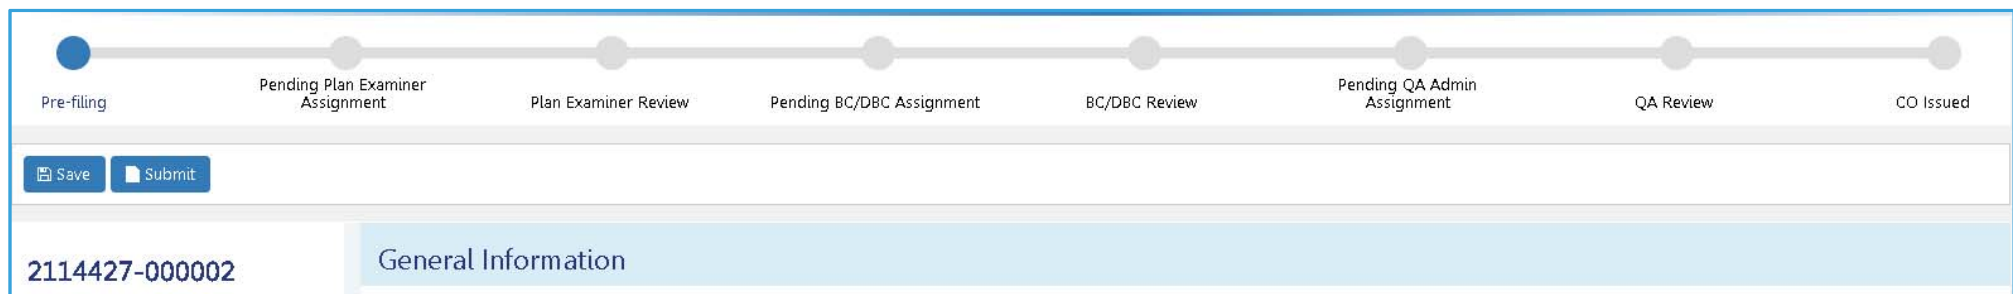 Pre-filing
Pending Plan Examiner
Assignment
Plan Examiner Review
Pending BC/DBC Assignment
BC/DBC Review
Pending QA Admin
Assignment
QA Review
CO Issued
Save
Submit
2114427-000002
General Information